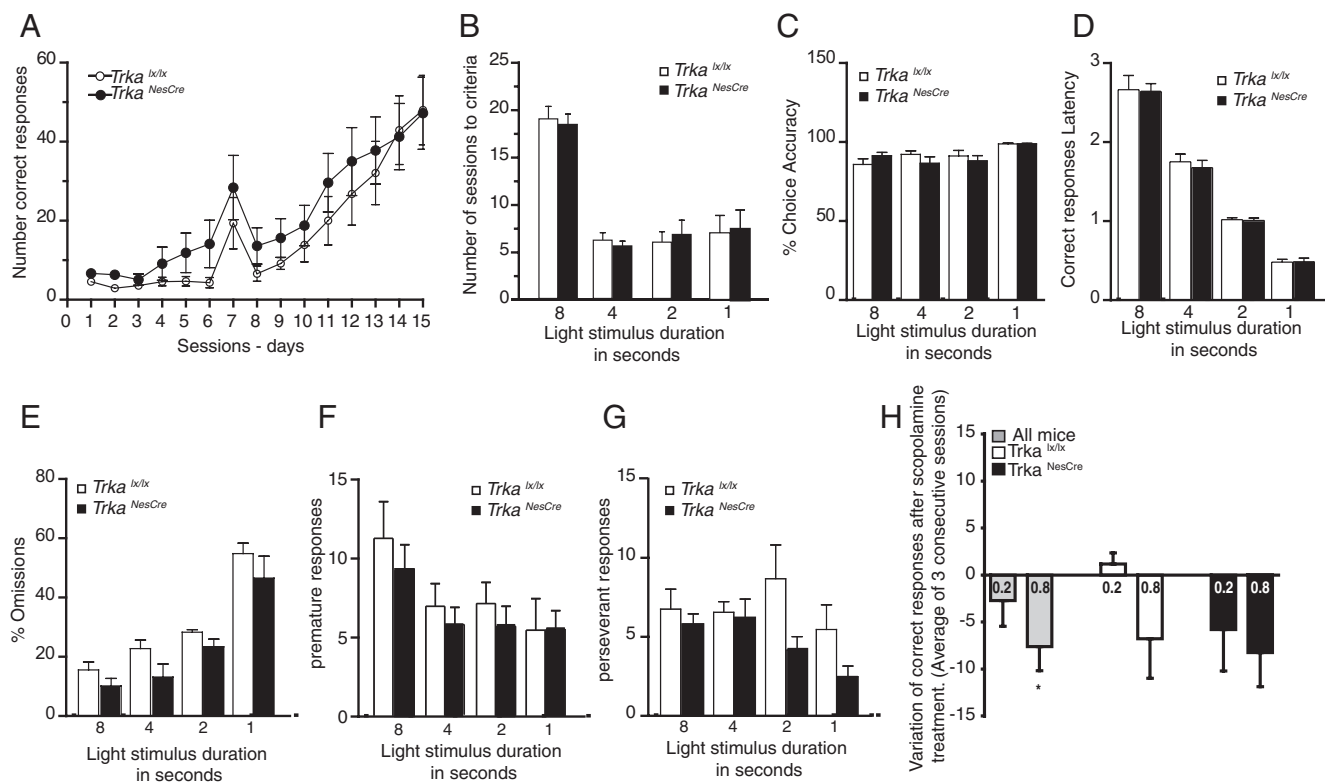 A
Number correct responses
60
40
20
0
Trka lx/lx
Trka NesCre
0 1 2 3 4 5 6 7 8 9 10 11 12 13 14 15
Sessions - days
B
Number of sessions to criteria
25
20
15
10
5
0
Trka lx/lx
Trka NesCre
8 4 2 1
Light stimulus duration
in seconds
C
% Choice Accuracy
150
100
50
0
Trka lx/lx
Trka NesCre
8 4 2 1
Light stimulus duration
in seconds
D
Correct responses Latency
3
2
1
0
Trka lx/lx
Trka NesCre
8 4 2 1
Light stimulus duration
in seconds
E
% Omissions
80
60
40
20
0
Trka lx/lx
Trka NesCre
8 4 2 1
Light stimulus duration
in seconds
F
premature responses
15
10
5
0
Trka lx/lx
Trka NesCre
8 4 2 1
Light stimulus duration
in seconds
G
perseverant responses
15
10
5
0
Trka lx/lx
Trka NesCre
8 4 2 1
Light stimulus duration
in seconds
H
Variation of correct responses after scopolamine
treatment. (Average of 3 consecutive sessions)
15
10
5
0
-5
-10
-15
All mice
Trka lx/lx
Trka NesCre
0.2 0.8 0.2 0.8 0.2 0.8
*